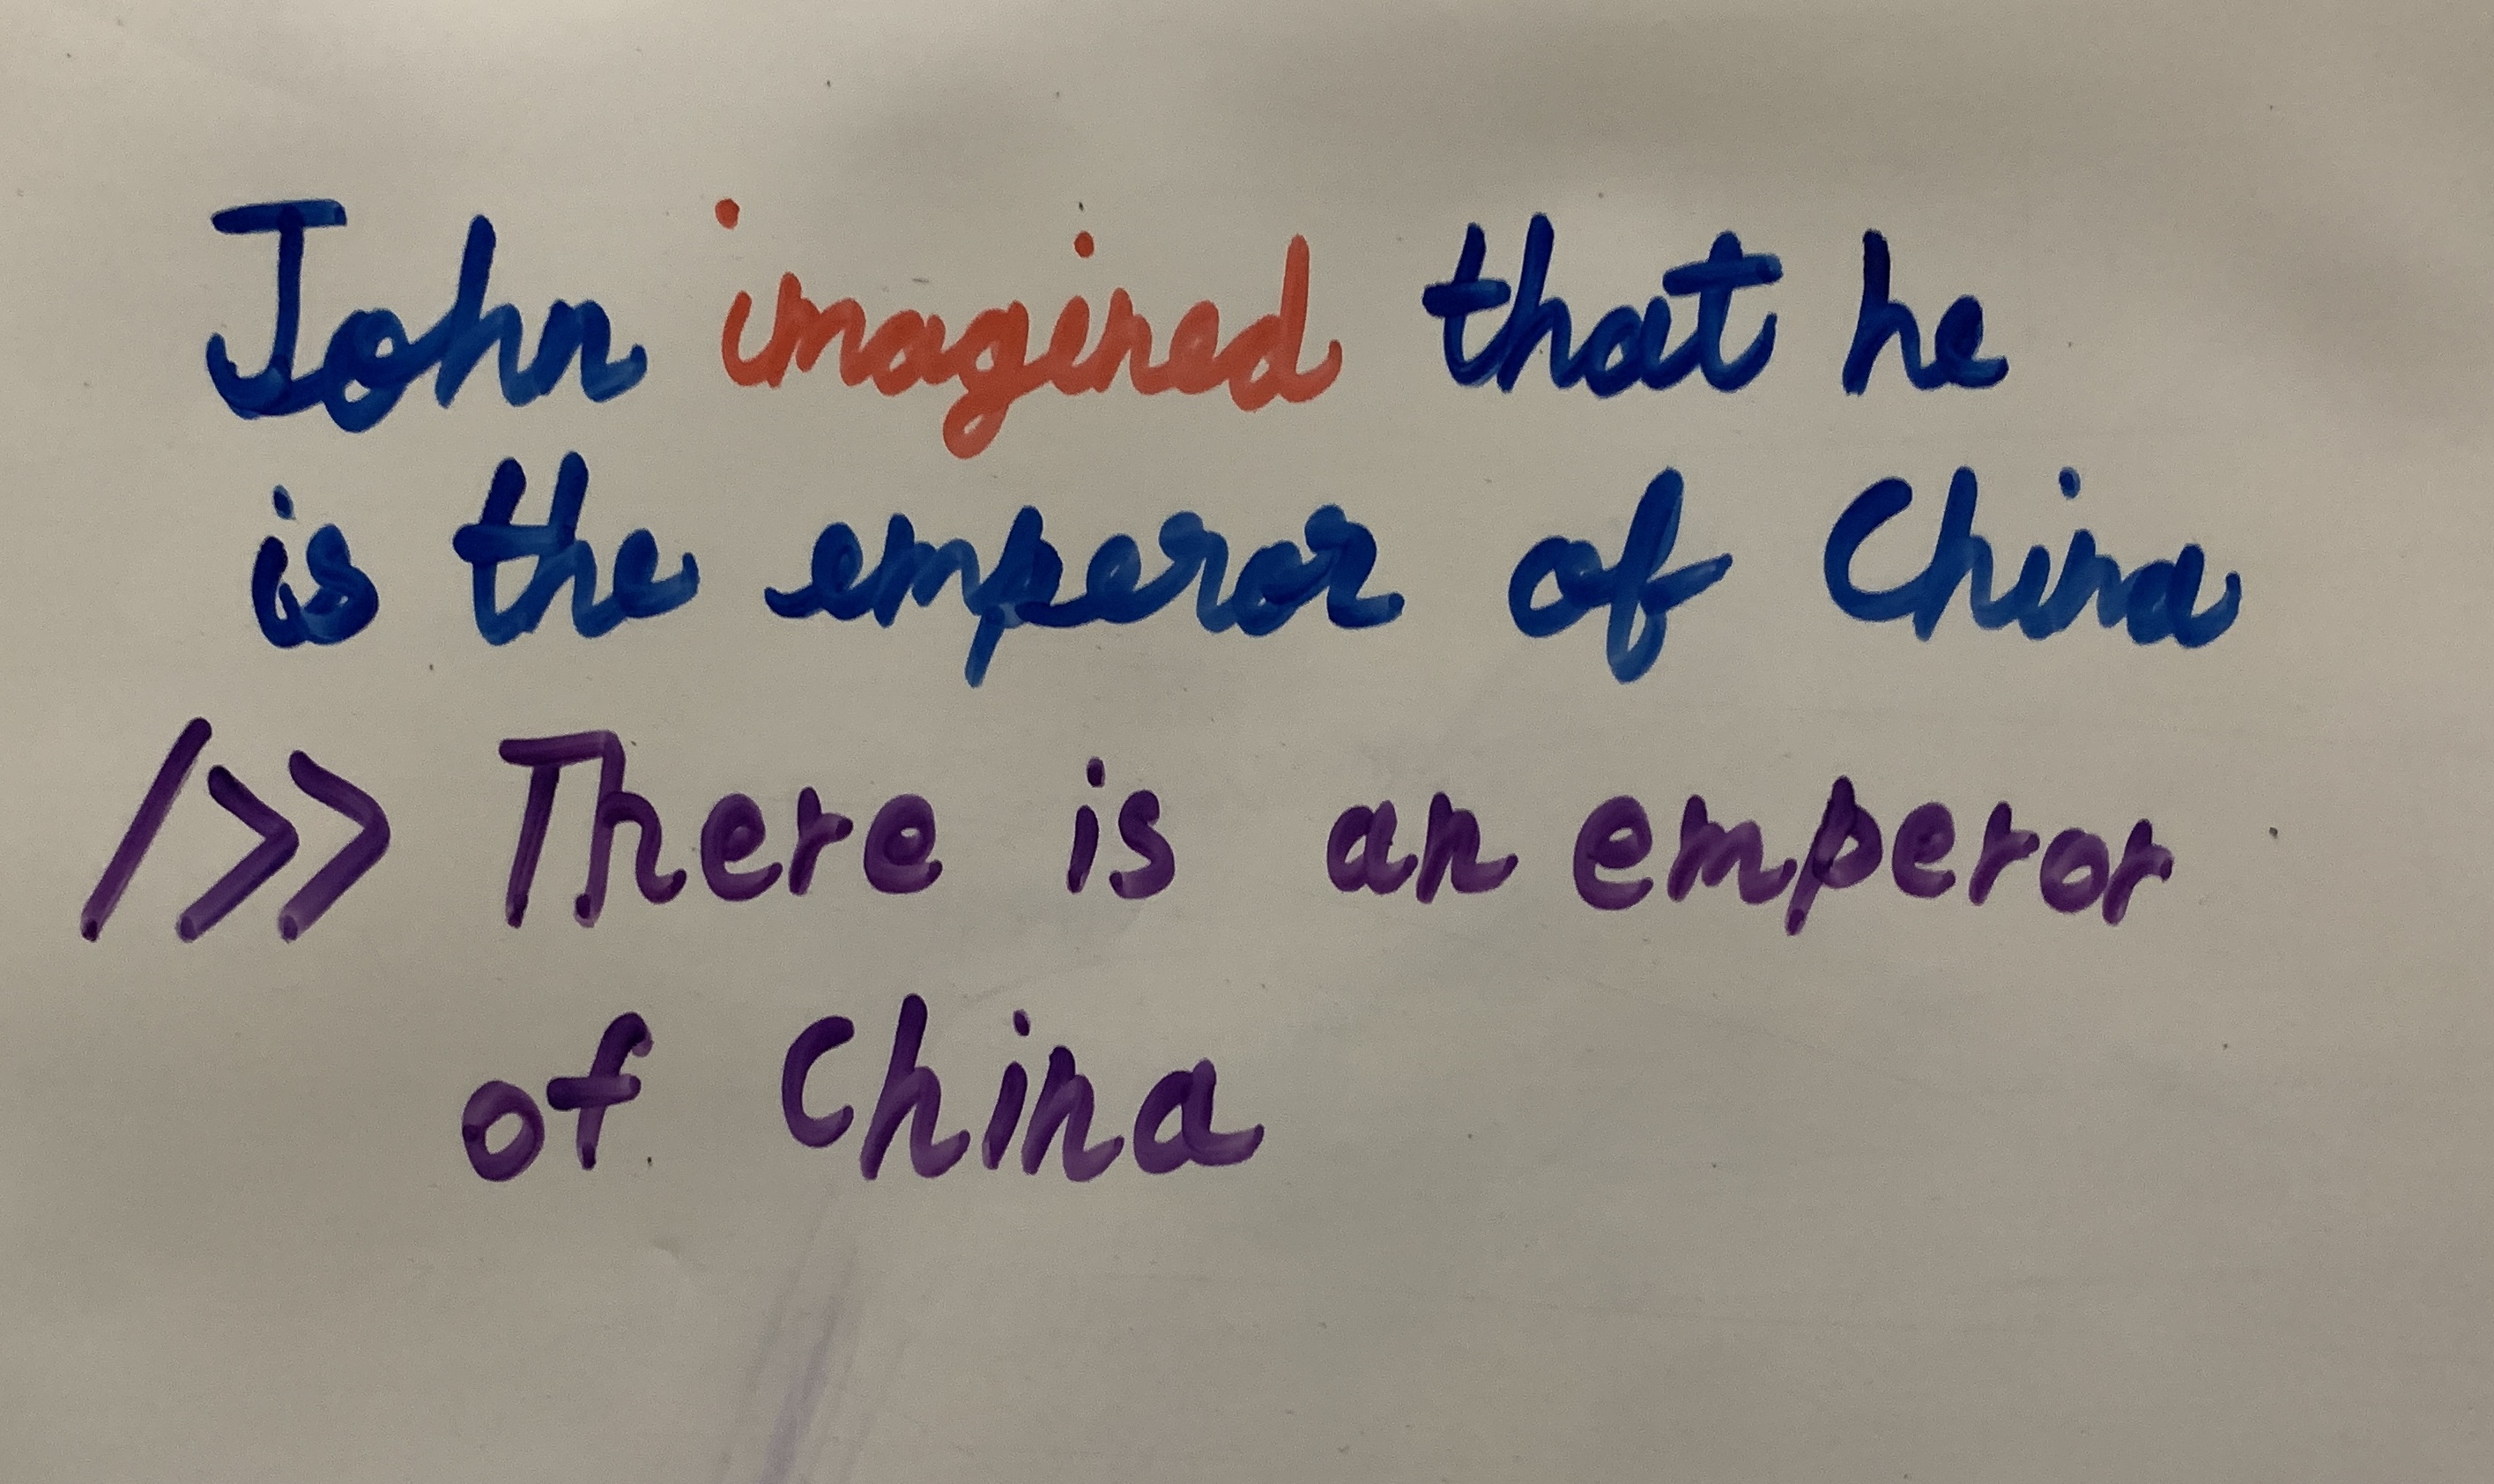 John imagined that he
is the emperor of China
/>> There is an emperor
of China